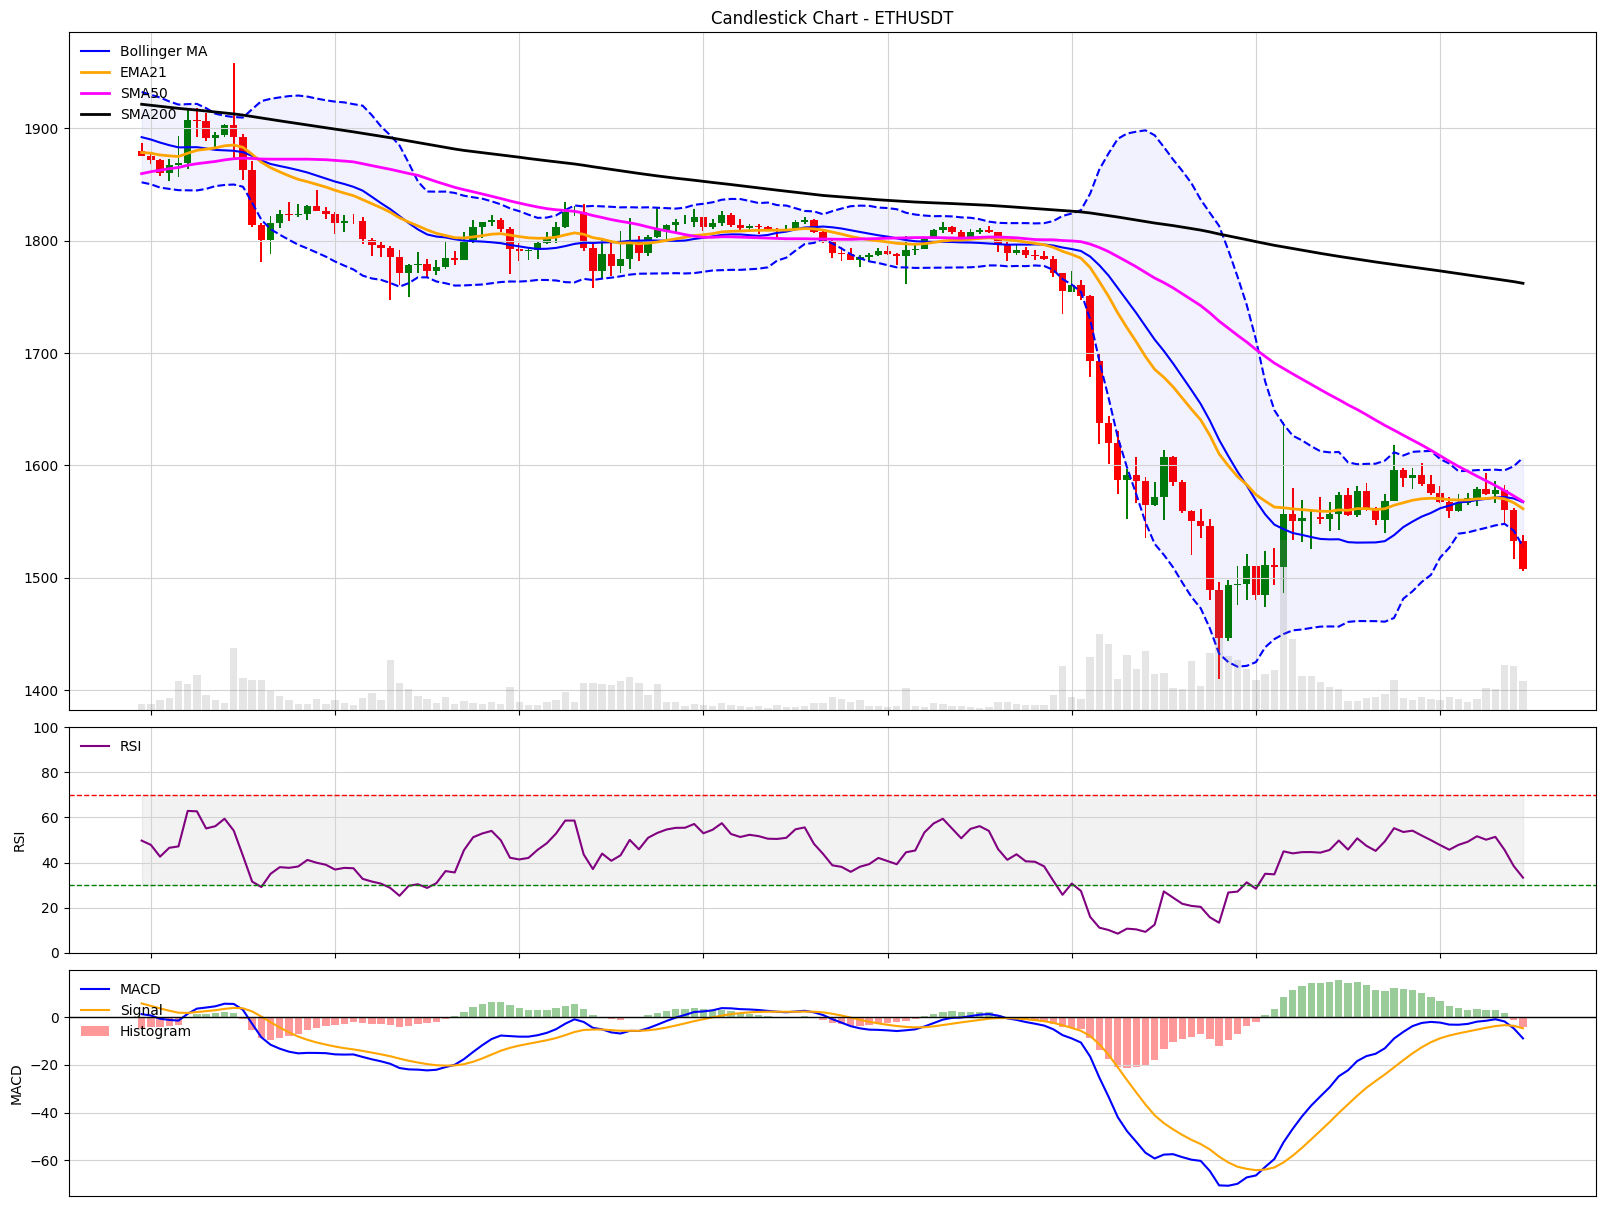 Candlestick Chart - ETHUSDT
Bollinger MA
EMA21
SMA50
SMA200
1900
1800
1700
1600
1500
1400
100
80
60
40
20
0
RSI
RSI
0
−20
−40
−60
MACD
MACD
Signal
Histogram